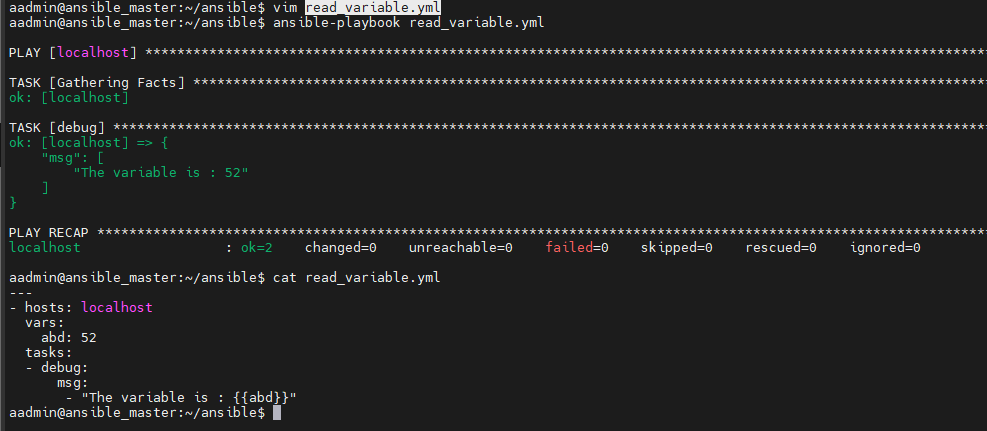 aadmin@ansible_master:~/ansible$ vim read_variable.yml
aadmin@ansible_master:~/ansible$ ansible-playbook read_variable.yml
PLAY [localhost] *********************************************************************************************************
TASK [Gathering Facts] ***************************************************************************************************
ok: [localhost]
TASK [debug] *************************************************************************************************************
ok: [localhost] => {
    "msg": [
        "The variable is : 52"
    ]
}
PLAY RECAP ***************************************************************************************************************
localhost                  : ok=2    changed=0    unreachable=0    failed=0    skipped=0    rescued=0    ignored=0
aadmin@ansible_master:~/ansible$ cat read_variable.yml
---
- hosts: localhost
  vars:
    abd: 52
  tasks:
  - debug:
      msg:
       - "The variable is : {{abd}}"
aadmin@ansible_master:~/ansible$